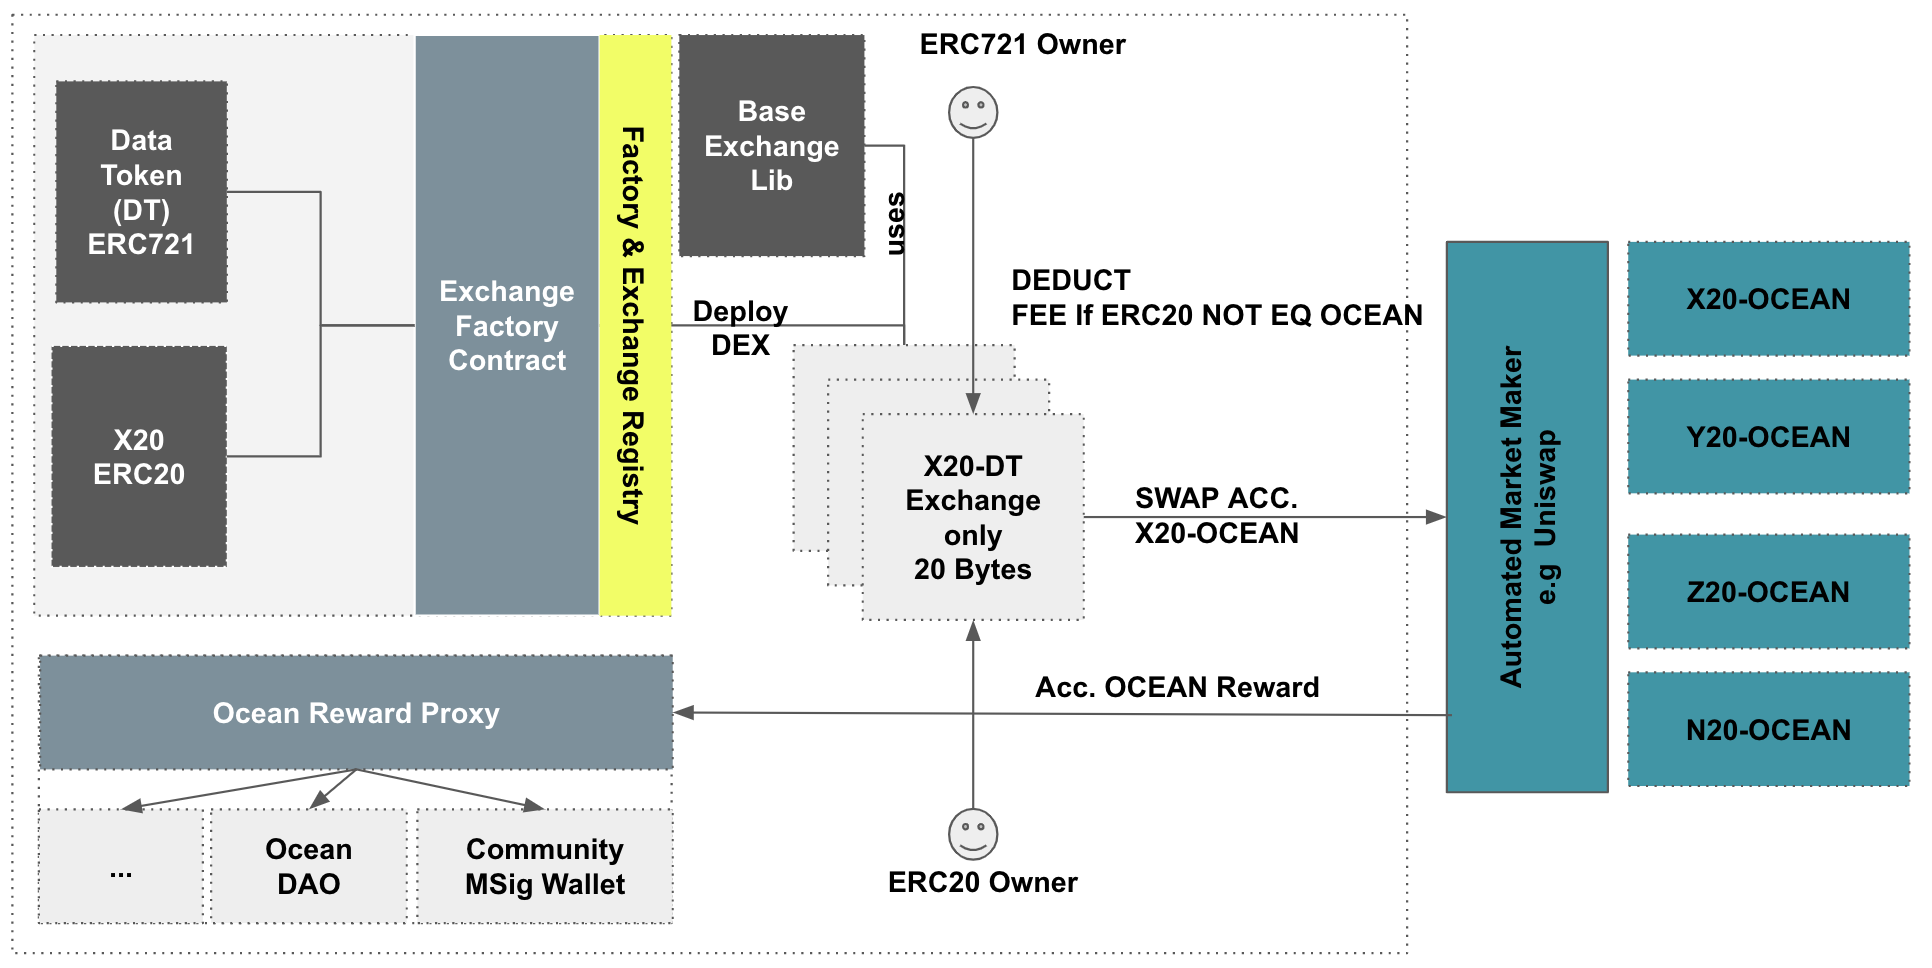 ERC721 Owner
Data
Token
(DT)
ERC721
X20
ERC20
Exchange
Factory
Contract
Factory & Exchange Registry
Base
Exchange
Lib
uses
Deploy
DEX
DEDUCT
FEE If ERC20 NOT EQ OCEAN
X20-DT
Exchange
only
20 Bytes
SWAP ACC.
X20-OCEAN
Automated Market Maker
e.g Uniswap
X20-OCEAN
Y20-OCEAN
Z20-OCEAN
N20-OCEAN
Acc. OCEAN Reward
Ocean Reward Proxy
...
Ocean
DAO
Community
MSig Wallet
ERC20 Owner